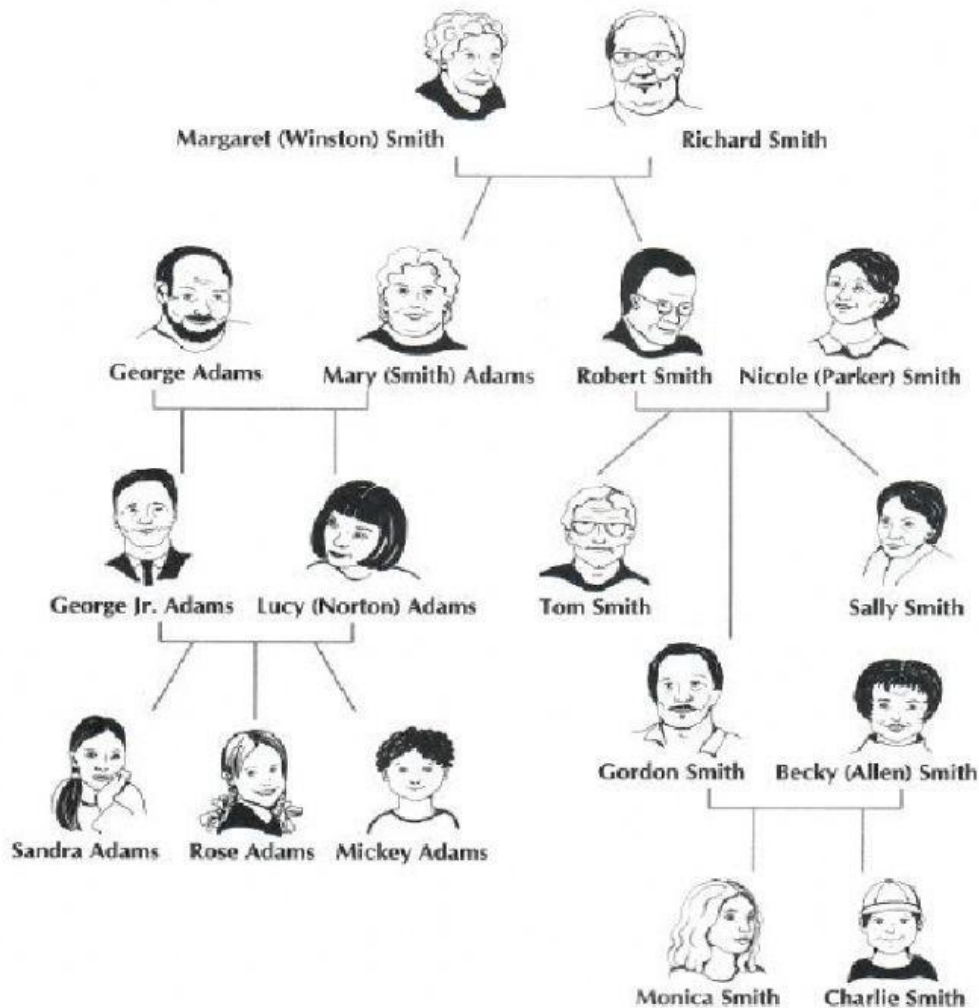 Margaret (Winston) Smith Richard Smith
George Adams Mary (Smith) Adams Robert Smith Nicole (Parker) Smith
George Jr. Adams Lucy (Norton) Adams Tom Smith Sally Smith
Gordon Smith Becky (Allen) Smith
Sandra Adams Rose Adams Mickey Adams
Monica Smith Charlie Smith